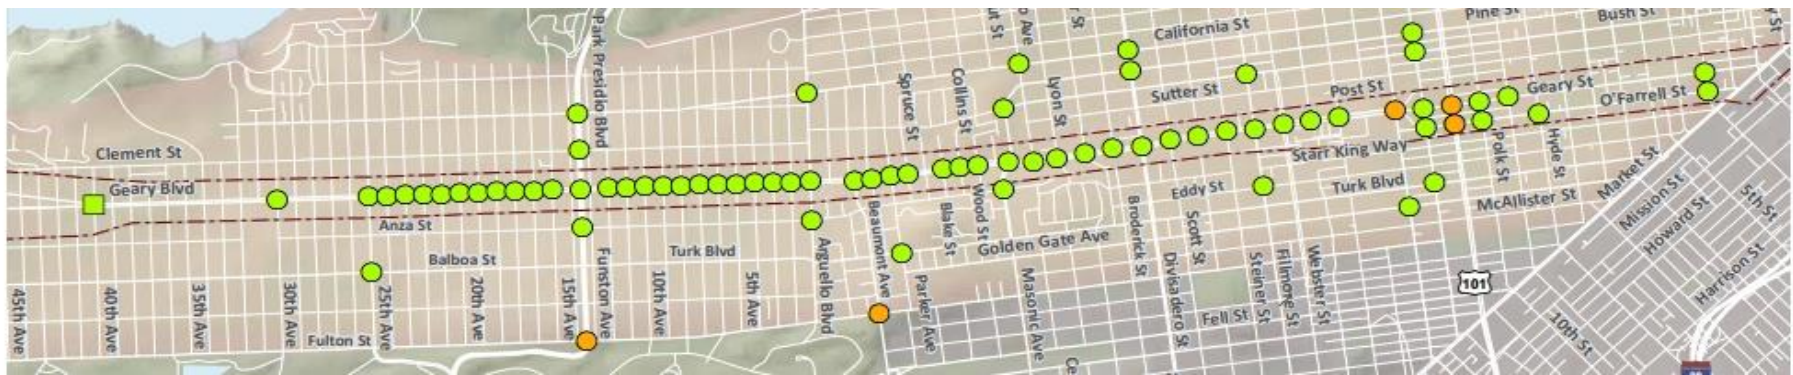 Park Presidio Blvd
Pine St
Bush St
California St
Spruce St
Collins St
Lyon St
Sutter St
Post St
Geary St
O'Farrell St
Clement St
Geary Blvd
Starr King Way
Polk St
Hyde St
Market St
Anza St
Wood St
Eddy St
Turk Blvd
McAllister St
Mission St
5th St
Howard St
Beaumont Ave
Blake St
Golden Gate Ave
Broderick St
Scott St
Balboa St
Turk Blvd
Arguello Blvd
Funston Ave
Harrison St
45th Ave
40th Ave
35th Ave
30th Ave
25th Ave
20th Ave
15th Ave
10th Ave
5th Ave
Parker Ave
Masonic Ave
Divisadero St
Steiner St
Fillmore St
Webster St
101
Fell St
10th St
Fulton St